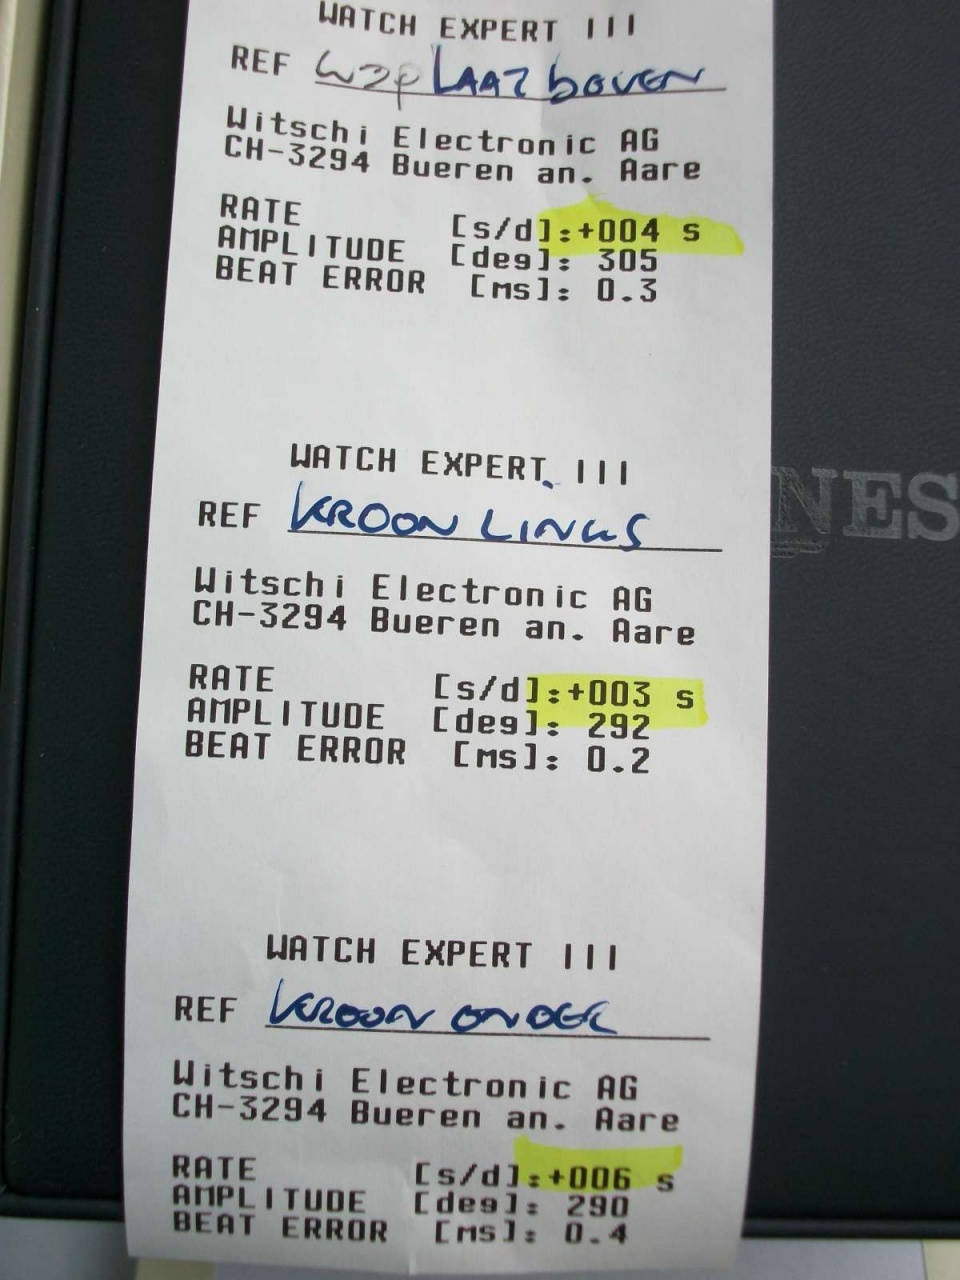 WATCH EXPERT III
REF WijzerpLAAT boven
Witschi Electronic AG
CH-3294 Bueren an. Aare
RATE [s/d]:+004 s
AMPLITUDE [deg]: 305
BEAT ERROR [ms]: 0.3
WATCH EXPERT III
REF KROON LINKS
Witschi Electronic AG
CH-3294 Bueren an. Aare
RATE [s/d]:+003 s
AMPLITUDE [deg]: 292
BEAT ERROR [ms]: 0.2
NES
WATCH EXPERT III
REF KROON ONDER
Witschi Electronic AG
CH-3294 Bueren an. Aare
RATE [s/d]:+006 s
AMPLITUDE [deg]: 290
BEAT ERROR [ms]: 0.4